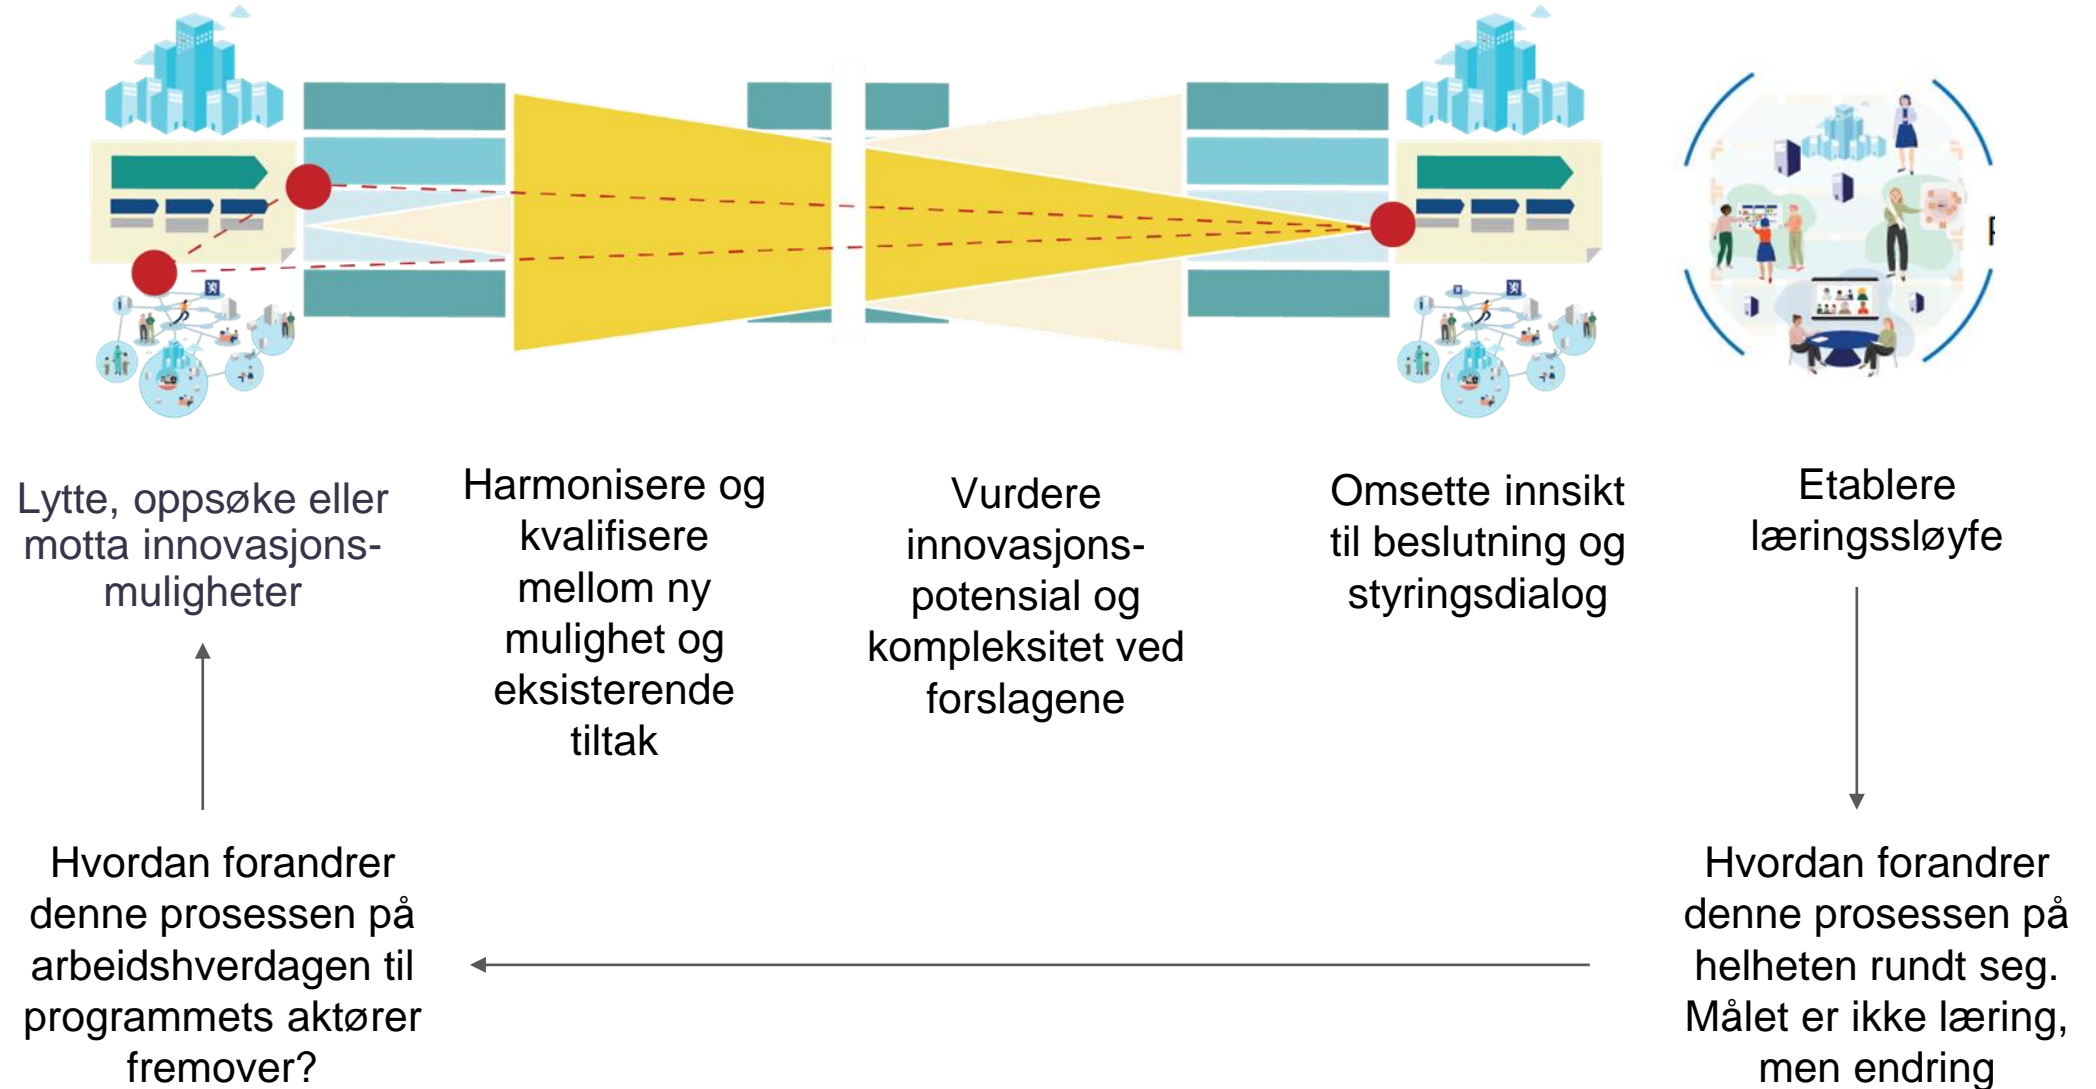 Lytte, oppsøke eller
motta innovasjons-
muligheter
Harmonisere og
kvalifisere
mellom ny
mulighet og
eksisterende
tiltak
Vurdere
innovasjons-
potensial og
kompleksitet ved
forslagene
Omsette innsikt
til beslutning og
styringsdialog
Etablere
læringssløyfe
Hvordan forandrer
denne prosessen på
arbeidshverdagen til
programmets aktører
fremover?
Hvordan forandrer
denne prosessen på
helheten rundt seg.
Målet er ikke læring,
men endring